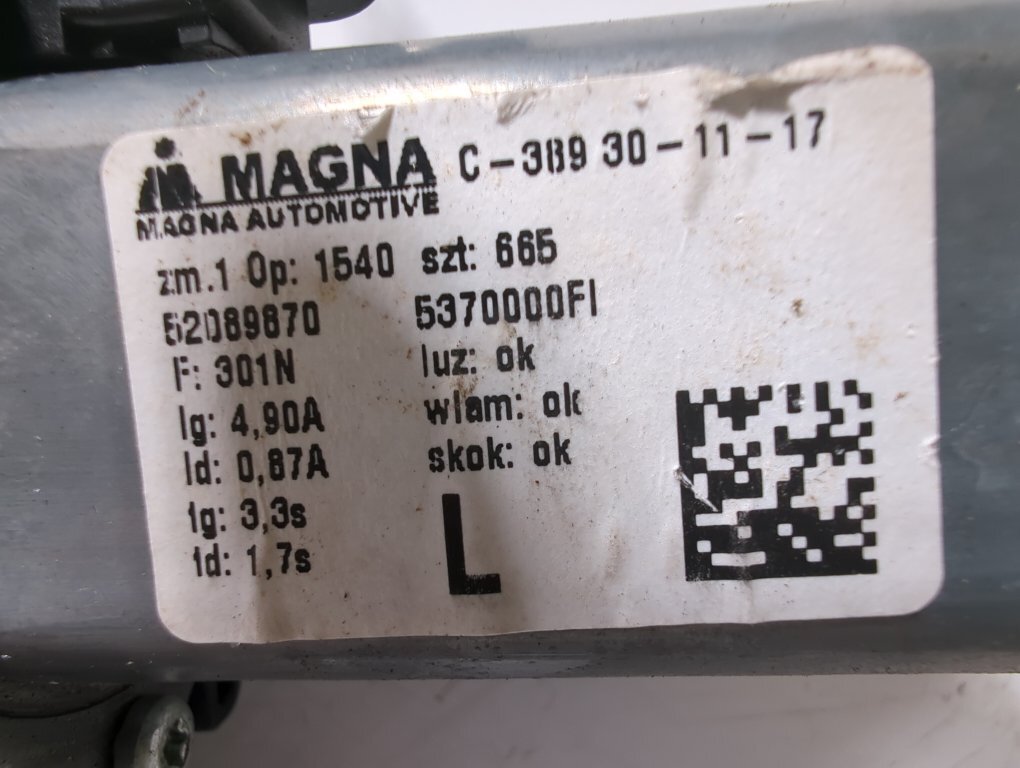 MAGNA
MAGNA AUTOMOTIVE
C-389 30-11-17
zm.1 Op: 1540 szt: 665
52089870 5370000FI
F: 301N luz: ok
Ig: 4,90A wlam: ok
Id: 0,87A skok: ok
tg: 3,3s
td: 1,7s
L